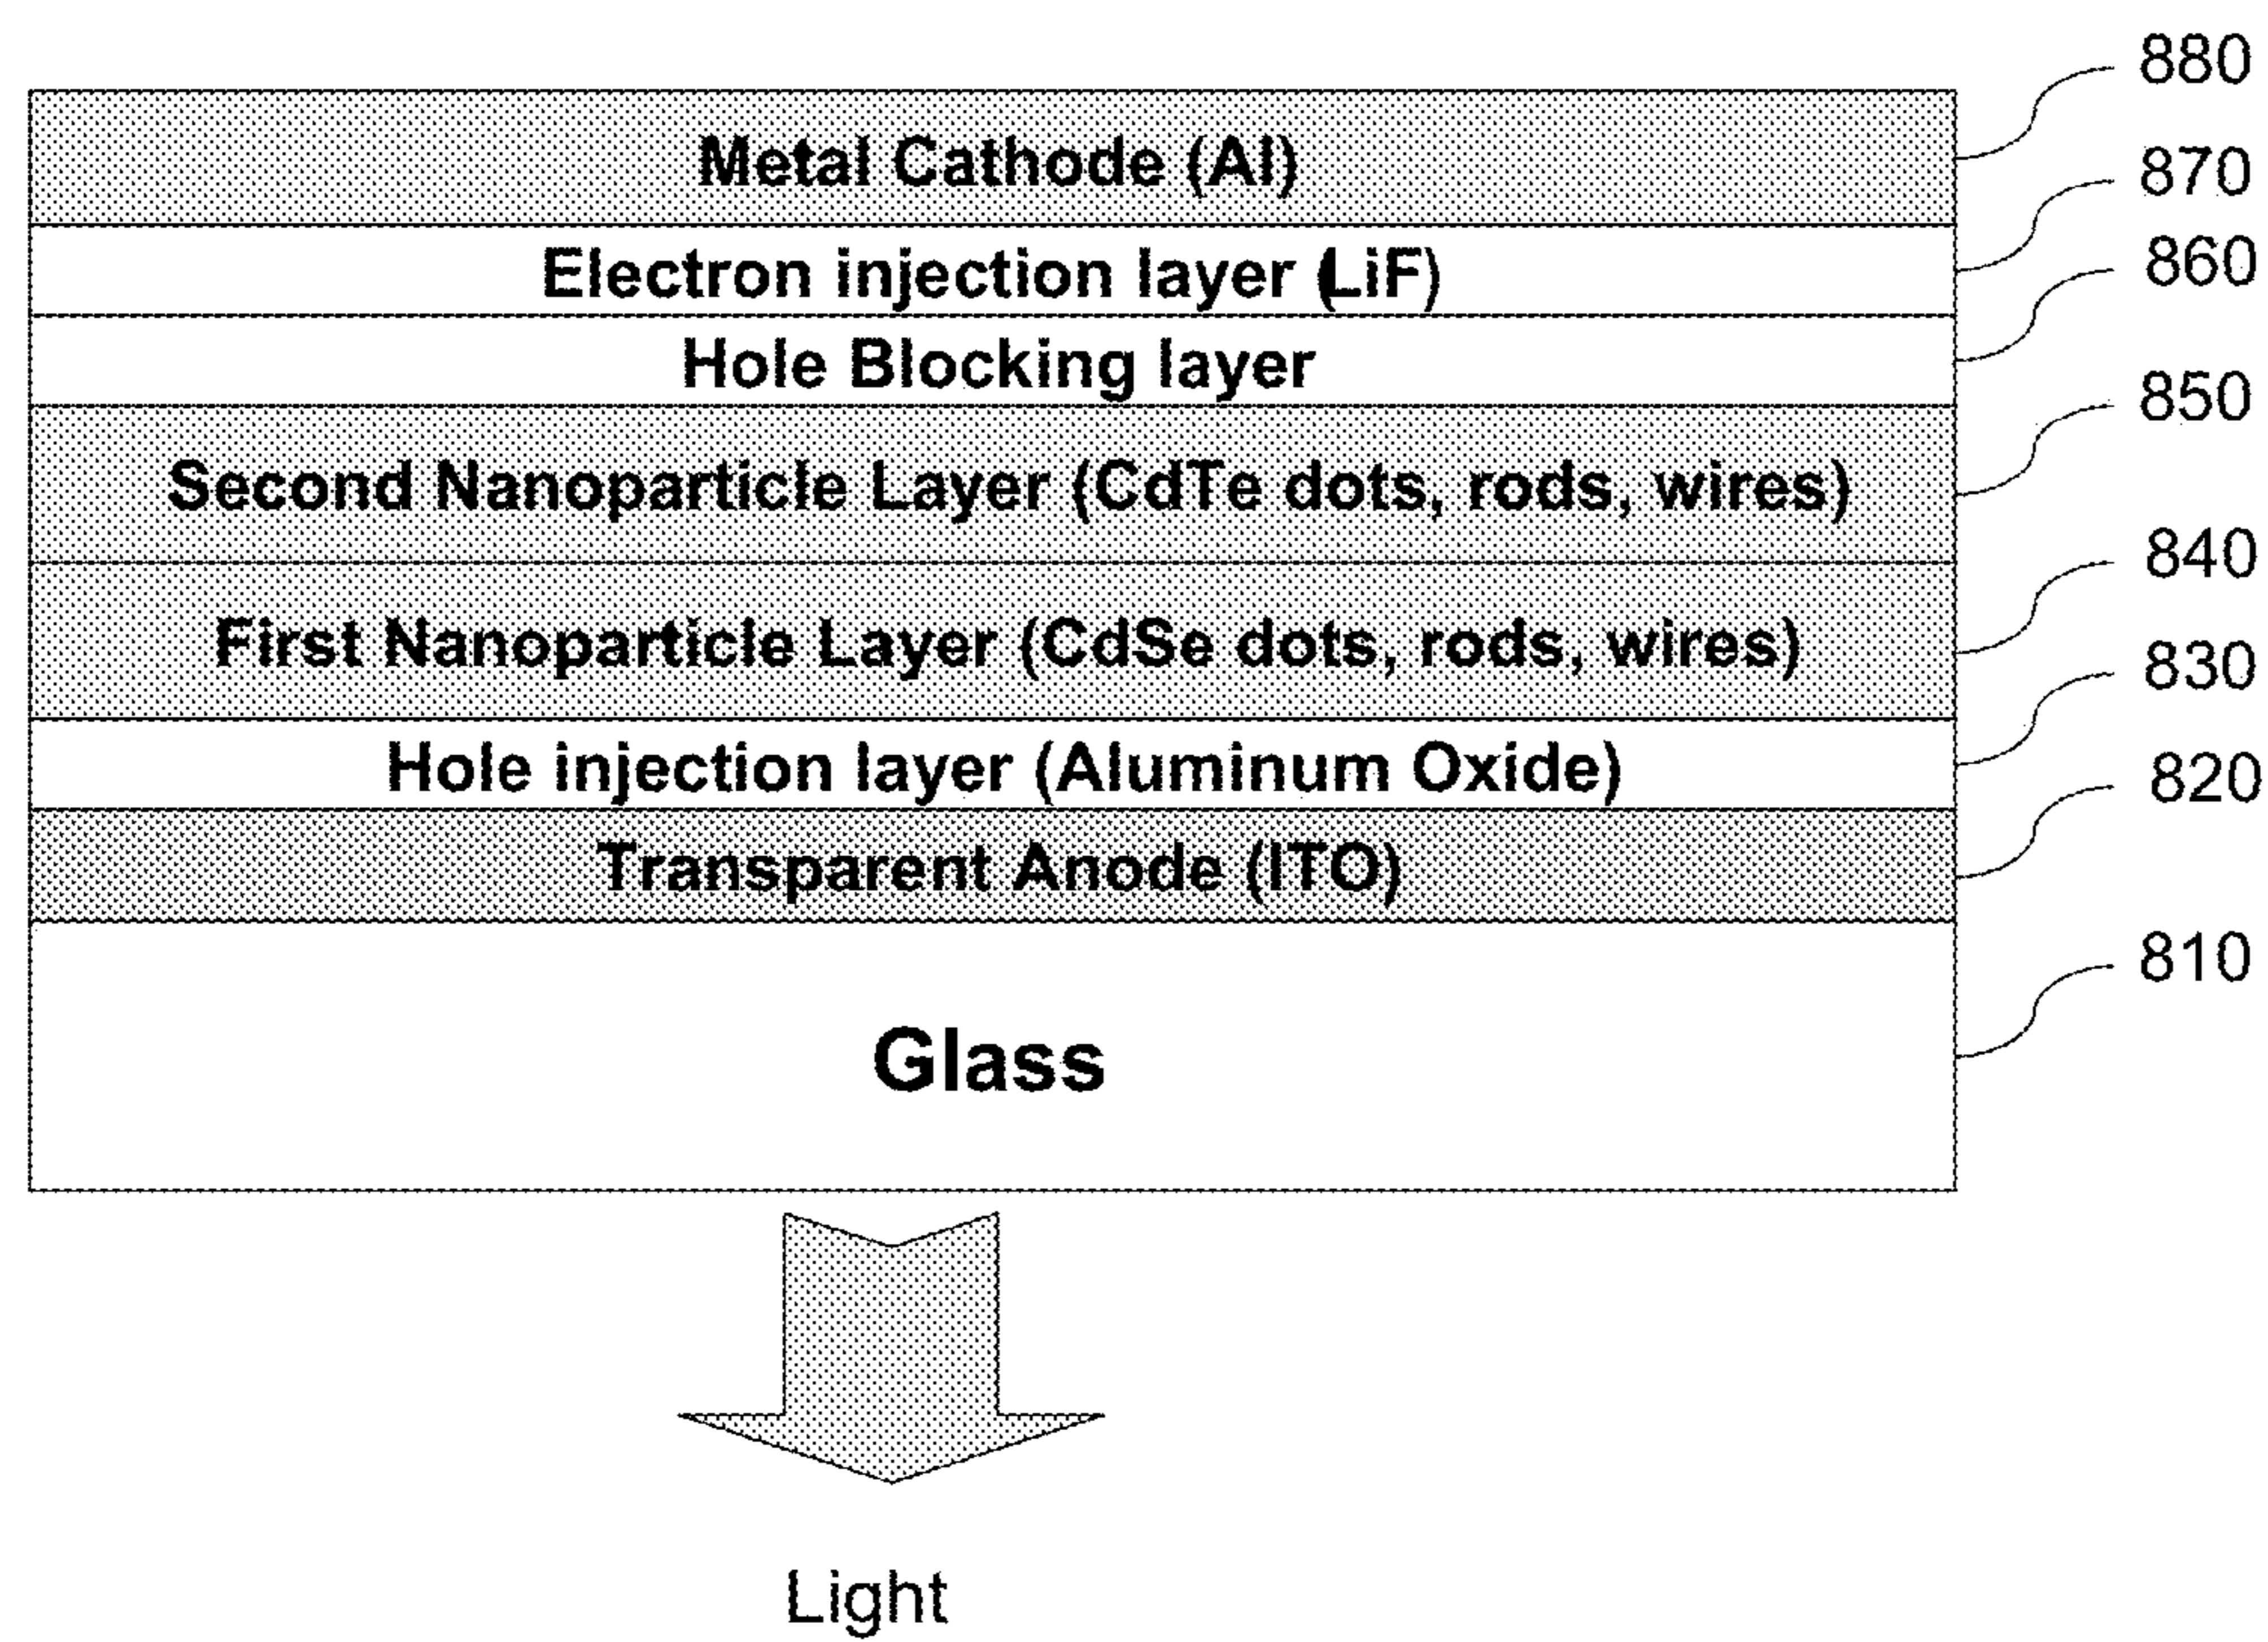 880
Metal Cathode (Al)
870
Electron injection layer (LiF)
860
Hole Blocking layer
850
Second Nanoparticle Layer (CdTe dots, rods, wires)
840
First Nanoparticle Layer (CdSe dots, rods, wires)
830
Hole injection layer (Aluminum Oxide)
820
Transparent Anode (ITO)
810
Glass
Light